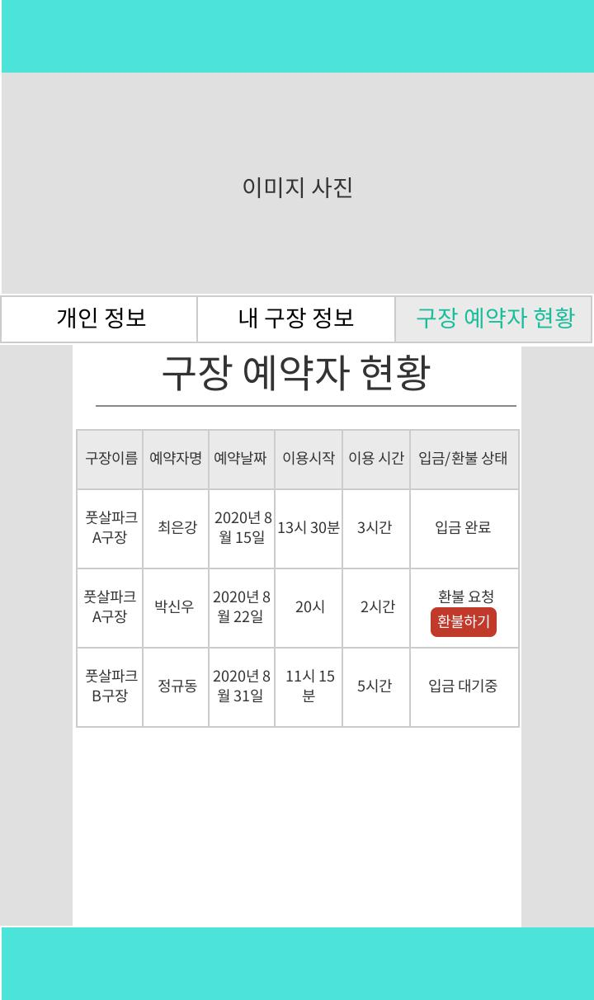 이미지 사진
개인 정보 내 구장 정보 구장 예약자 현황
구장 예약자 현황
구장이름 예약자명 예약날짜 이용시작 이용 시간 입금/환불 상태
풋살파크
A구장
최은강
2020년 8
월 15일
13시 30분
3시간
입금 완료
풋살파크
A구장
박신우
2020년 8
월 22일
20시
2시간
환불 요청
환불하기
풋살파크
B구장
정규동
2020년 8
월 31일
11시 15
분
5시간
입금 대기중